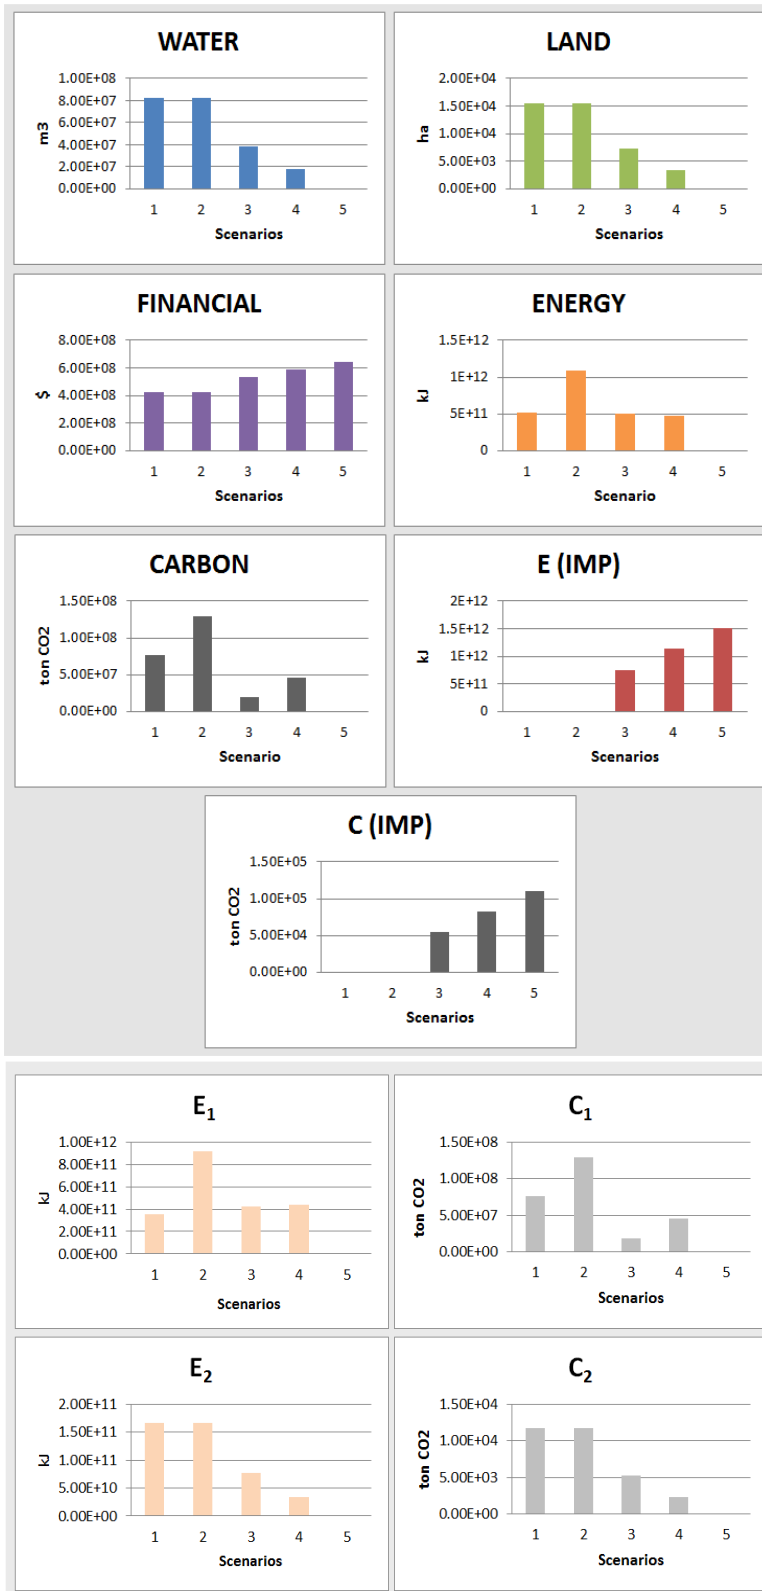 WATER
1.00E+08
8.00E+07
6.00E+07
4.00E+07
2.00E+07
0.00E+00
m3
1 2 3 4 5
Scenarios
LAND
2.00E+04
1.50E+04
1.00E+04
5.00E+03
0.00E+00
ha
1 2 3 4 5
Scenarios
FINANCIAL
8.00E+08
6.00E+08
4.00E+08
2.00E+08
0.00E+00
$
1 2 3 4 5
Scenarios
ENERGY
1.5E+12
1E+12
5E+11
0
kJ
1 2 3 4 5
Scenario
CARBON
1.50E+08
1.00E+08
5.00E+07
0.00E+00
ton CO2
1 2 3 4 5
Scenario
E (IMP)
2E+12
1.5E+12
1E+12
5E+11
0
kJ
1 2 3 4 5
Scenarios
C (IMP)
1.50E+05
1.00E+05
5.00E+04
0.00E+00
ton CO2
1 2 3 4 5
Scenarios
E₁
1.00E+12
8.00E+11
6.00E+11
4.00E+11
2.00E+11
0.00E+00
kJ
1 2 3 4 5
Scenarios
C₁
1.50E+08
1.00E+08
5.00E+07
0.00E+00
ton CO2
1 2 3 4 5
Scenarios
E₂
2.00E+11
1.50E+11
1.00E+11
5.00E+10
0.00E+00
kJ
1 2 3 4 5
Scenarios
C₂
1.50E+04
1.00E+04
5.00E+03
0.00E+00
ton CO2
1 2 3 4 5
Scenarios